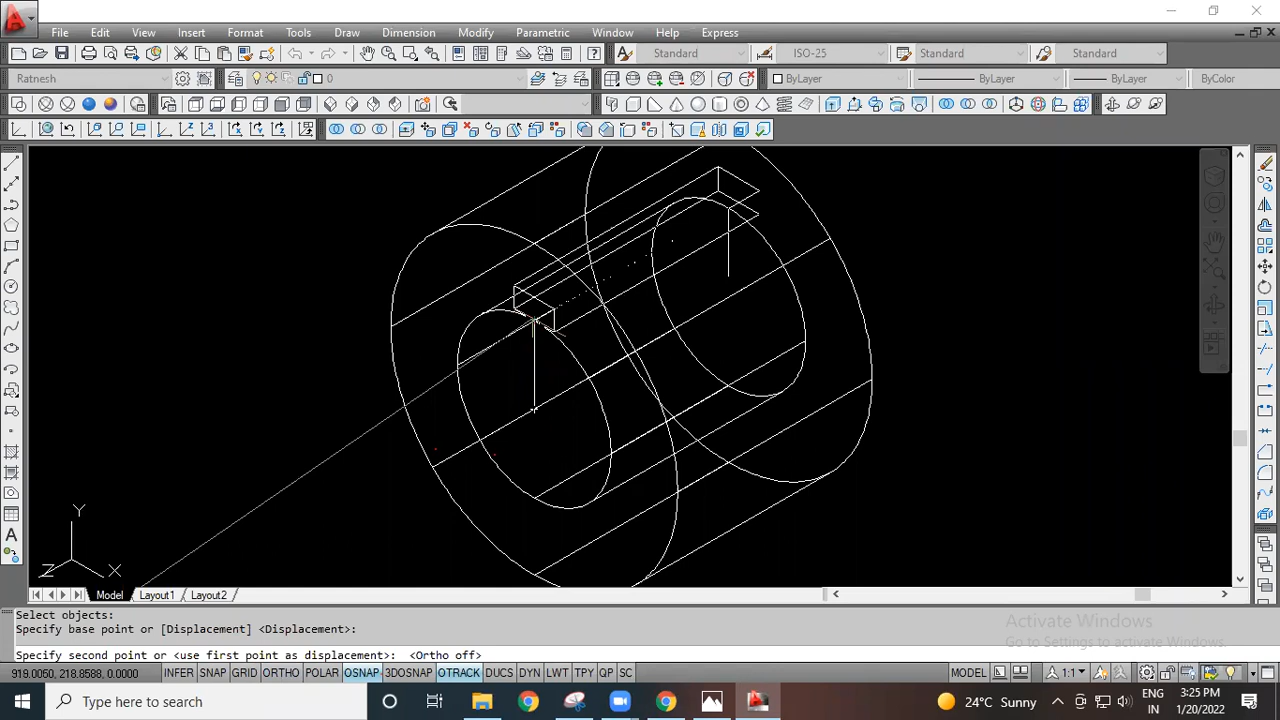 File Edit View Insert Format Tools Draw Dimension Modify Parametric Window Help Express
Standard ISO-25 Standard Standard
Ratnesh 0 ByLayer ByLayer ByLayer ByColor
Y
Z X
Model Layout1 Layout2
Select objects:
Specify base point or [Displacement] <Displacement>:
Activate Windows
Go to Settings to activate Windows.
Specify second point or <use first point as displacement>: <Ortho off>
919.0050, 218.8588, 0.0000 INFER SNAP GRID ORTHO POLAR OSNAP 3DOSNAP OTRACK DUCS DYN LWT TPY QP SC MODEL 1:1
Type here to search 24°C Sunny ENG IN 3:25 PM 1/20/2022